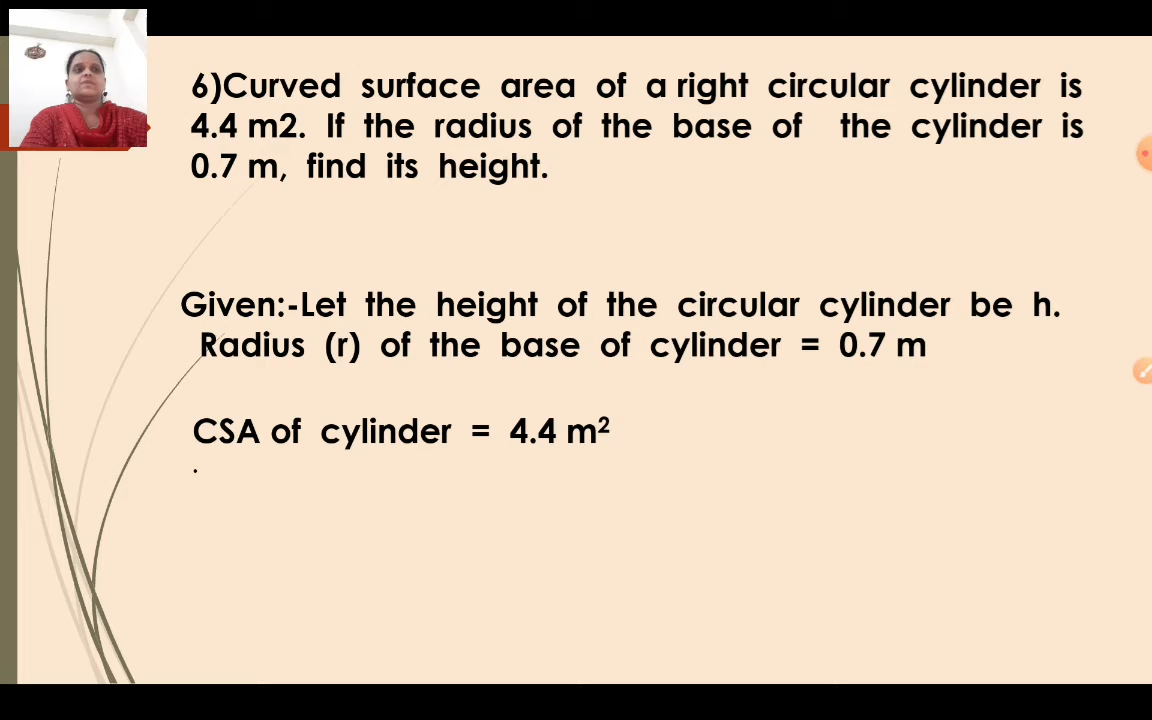 6)Curved surface area of a right circular cylinder is
4.4 m2. If the radius of the base of the cylinder is
0.7 m, find its height.
Given:-Let the height of the circular cylinder be h.
Radius (r) of the base of cylinder = 0.7 m
CSA of cylinder = 4.4 m²
.